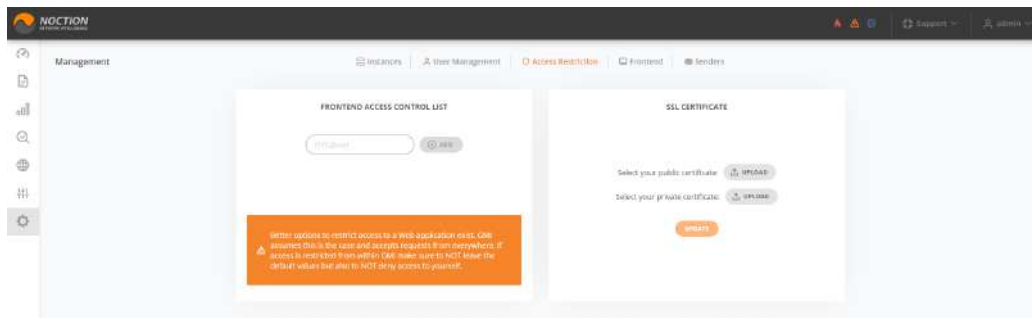 NOCTION
Support
admin
Management
Instances
User Management
Access Restriction
Frontend
Senders
FRONTEND ACCESS CONTROL LIST
SSL CERTIFICATE
ADD
Select your public certificate: UPLOAD
Select your private certificate: UPLOAD
UPDATE
Better options to restrict access to a Web application exist. GMI
assumes this is the case and accepts requests from everywhere. If
access is restricted from within GMI make sure to NOT leave the
default values but also to NOT deny access to yourself.